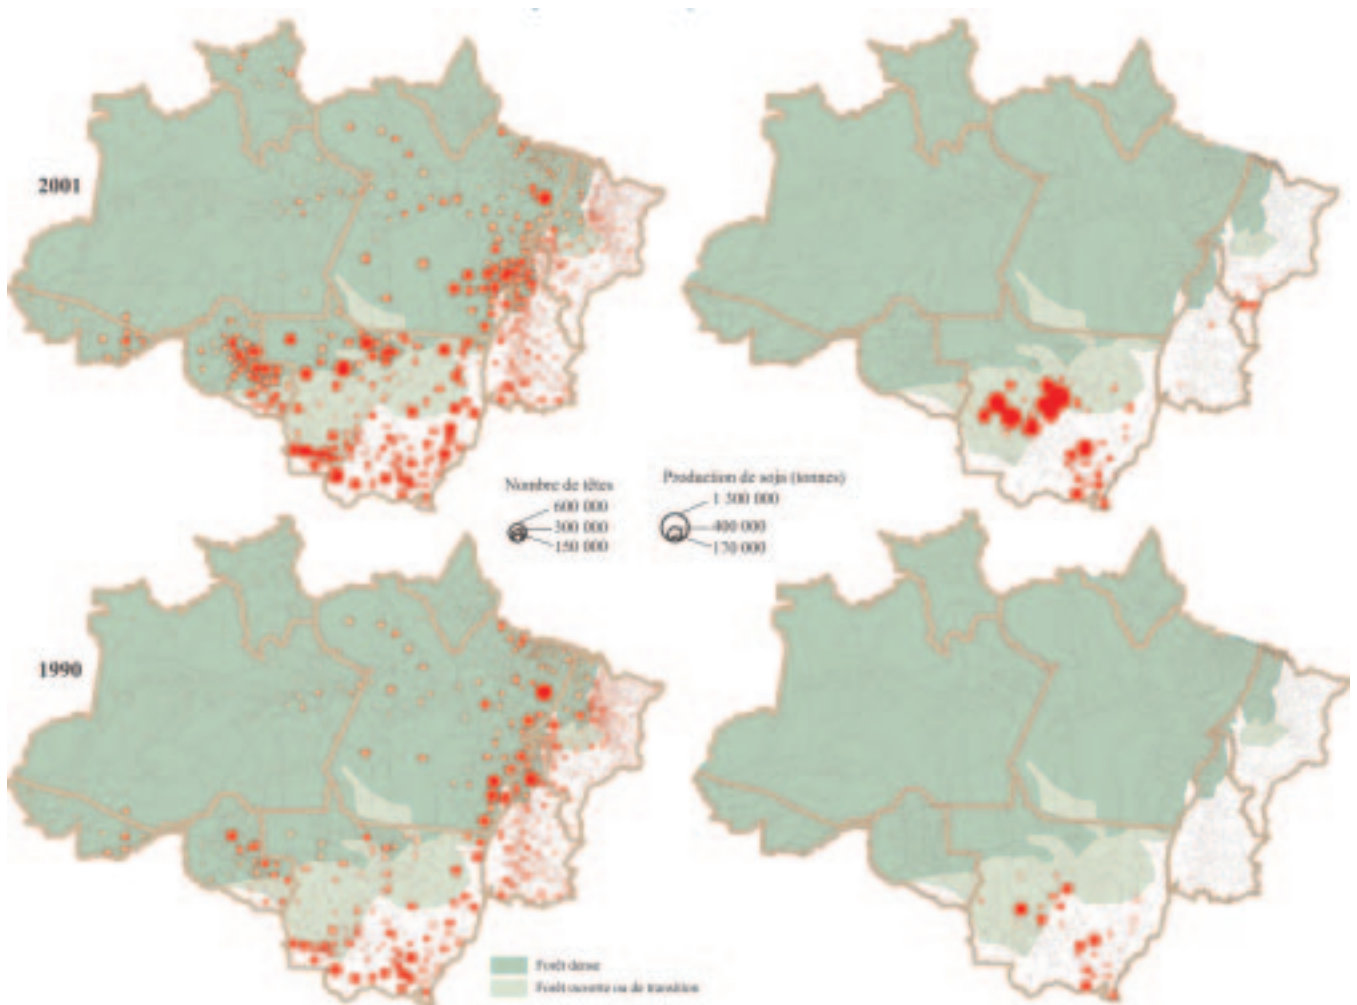 2001
Nombre de têtes
600 000
300 000
150 000
Production de soja (tonnes)
1 300 000
400 000
170 000
1990
Forêt dense
Forêt ouverte ou de transition